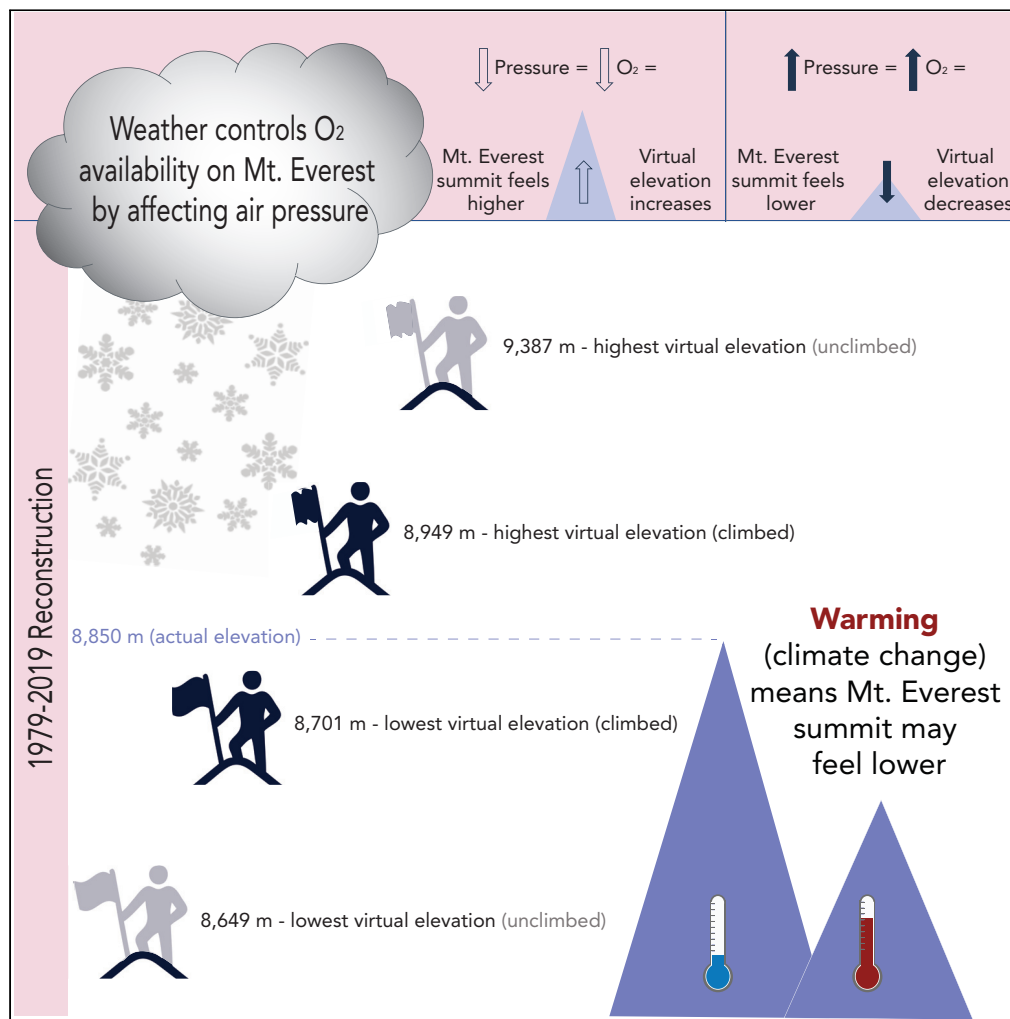 Weather controls O₂
availability on Mt. Everest
by affecting air pressure
Pressure = O₂ =
Mt. Everest
summit feels
higher
Virtual
elevation
increases
Pressure = O₂ =
Mt. Everest
summit feels
lower
Virtual
elevation
decreases
1979-2019 Reconstruction
9,387 m - highest virtual elevation (unclimbed)
8,949 m - highest virtual elevation (climbed)
8,850 m (actual elevation)
8,701 m - lowest virtual elevation (climbed)
8,649 m - lowest virtual elevation (unclimbed)
Warming
(climate change)
means Mt. Everest
summit may
feel lower